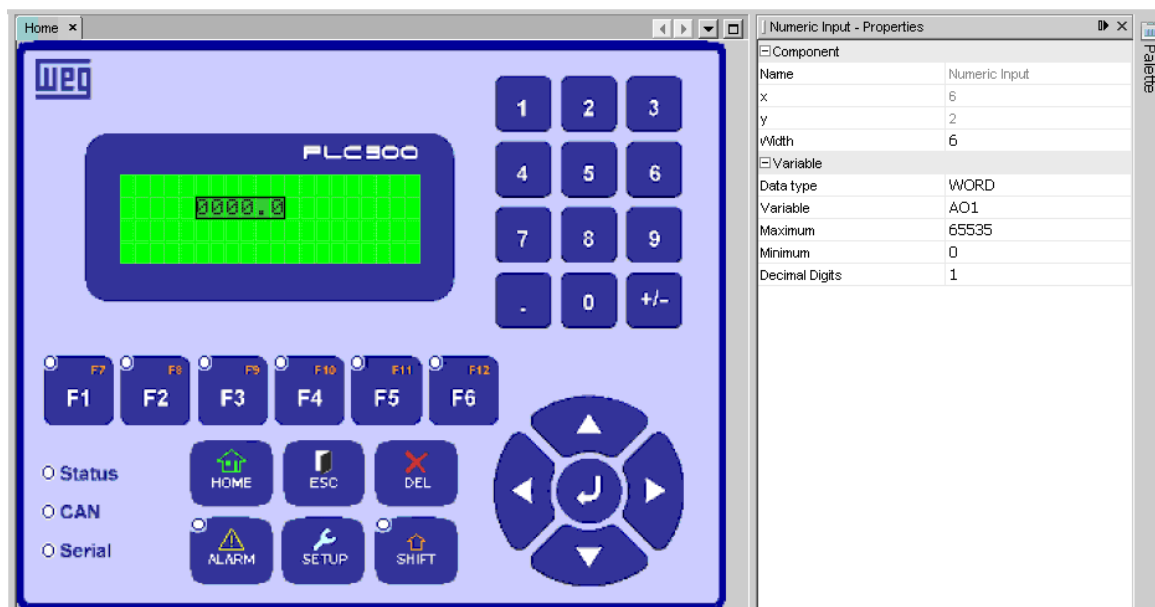 Home ×
weg
PLC300
0000.0
1 2 3
4 5 6
7 8 9
. 0 +/-
F7 F8 F9 F10 F11 F12
F1 F2 F3 F4 F5 F6
Status
CAN
Serial
HOME ESC DEL
ALARM SETUP SHIFT
Numeric Input - Properties
Component
Name Numeric Input
x 6
y 2
Width 6
Variable
Data type WORD
Variable AO1
Maximum 65535
Minimum 0
Decimal Digits 1
Palette